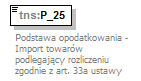 tns:P_25
Podstawa opodatkowania -
Import towarów
podlegający rozliczeniu
zgodnie z art. 33a ustawy